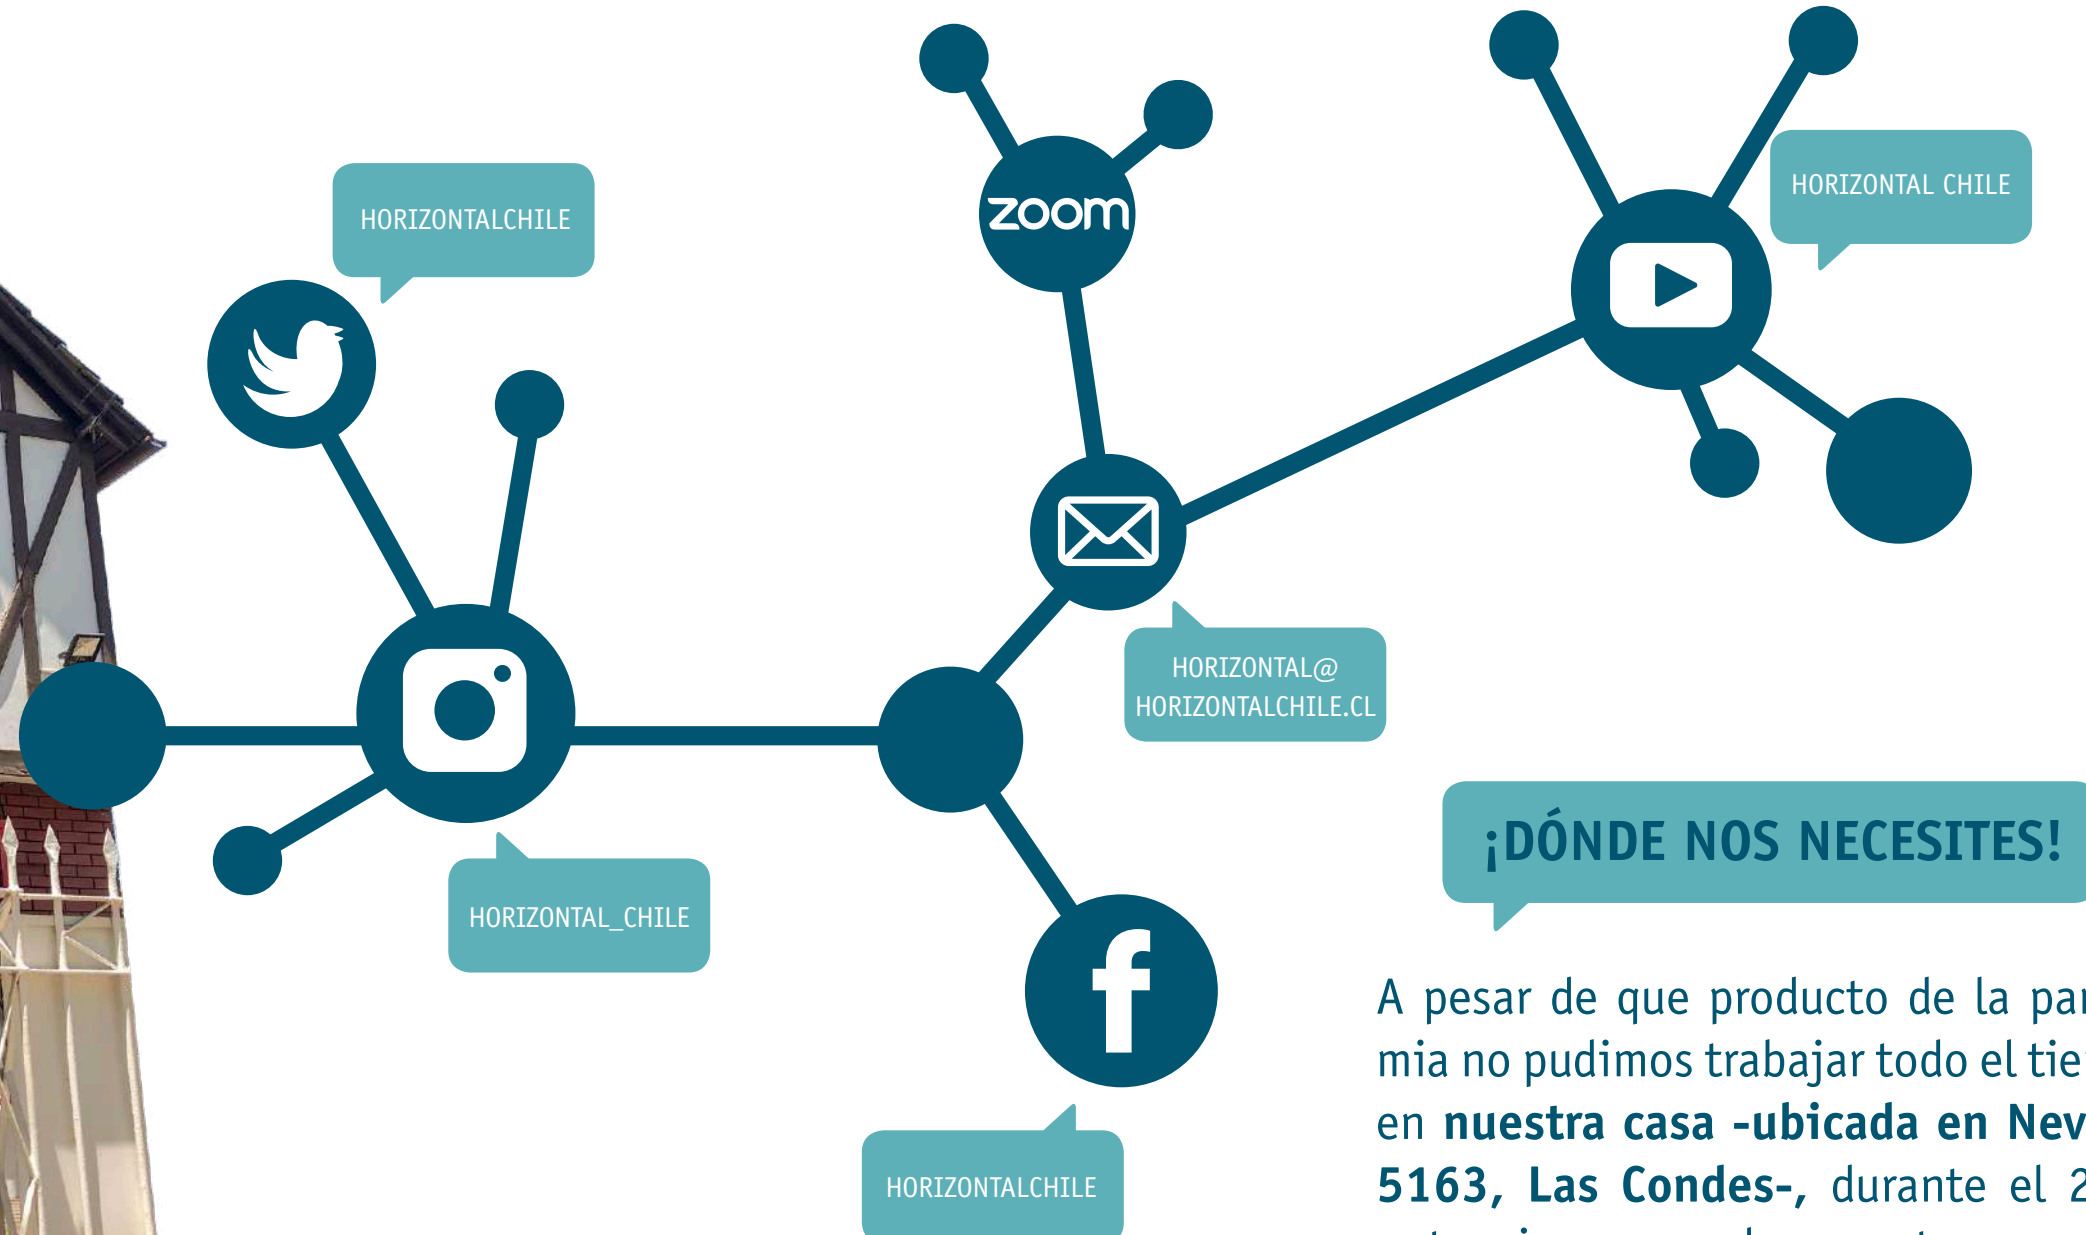 HORIZONTALCHILE
zoom
HORIZONTAL CHILE
HORIZONTAL@
HORIZONTALCHILE.CL
HORIZONTAL_CHILE
HORIZONTALCHILE
¡DÓNDE NOS NECESITES!
A pesar de que producto de la
mia no pudimos trabajar todo el
en nuestra casa -ubicada en
5163, Las Condes-, durante el